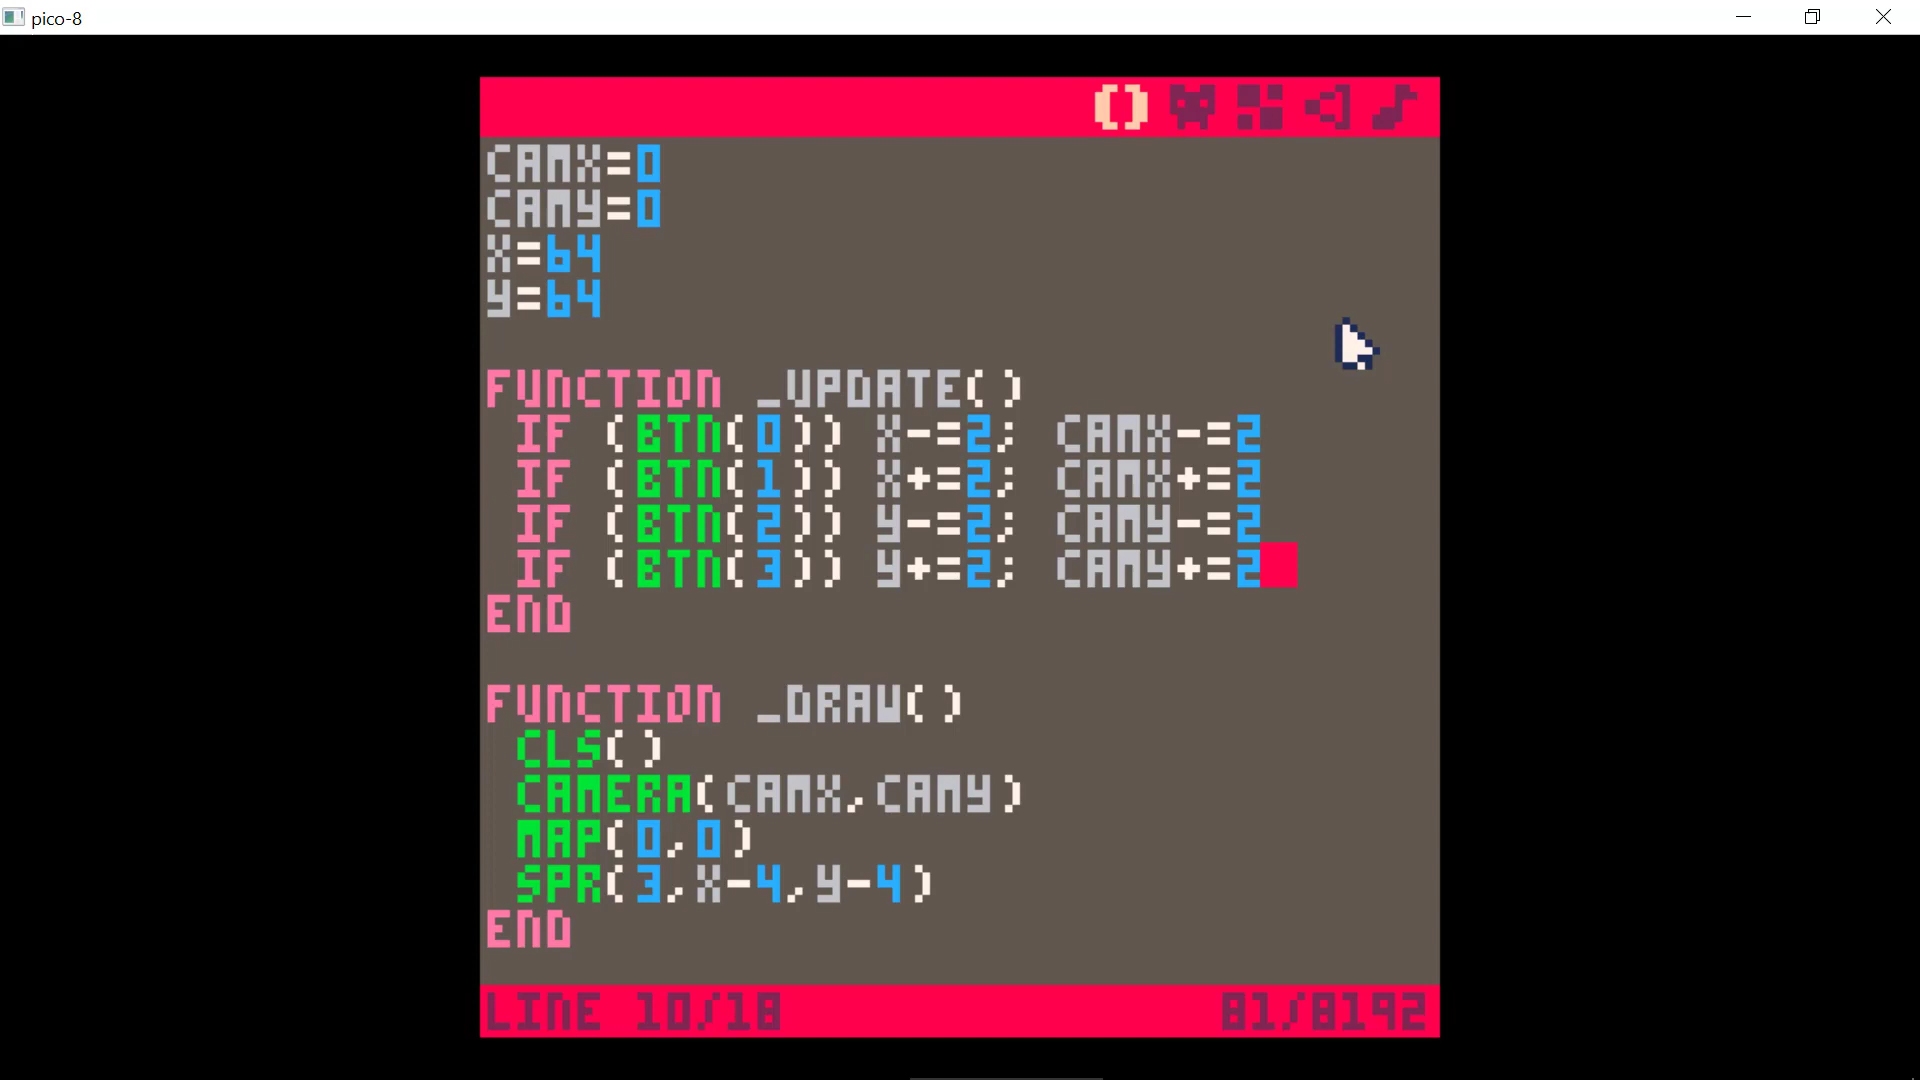 pico-8
CAMX=0
CAMY=0
X=64
Y=64
FUNCTION _UPDATE()
IF (BTN(0)) X-=2; CAMX-=2
IF (BTN(1)) X+=2; CAMX+=2
IF (BTN(2)) Y-=2; CAMY-=2
IF (BTN(3)) Y+=2; CAMY+=2
END
FUNCTION _DRAW()
CLS()
CAMERA(CAMX,CAMY)
MAP(0,0)
SPR(3,X-4,Y-4)
END
LINE 10/18 81/8192